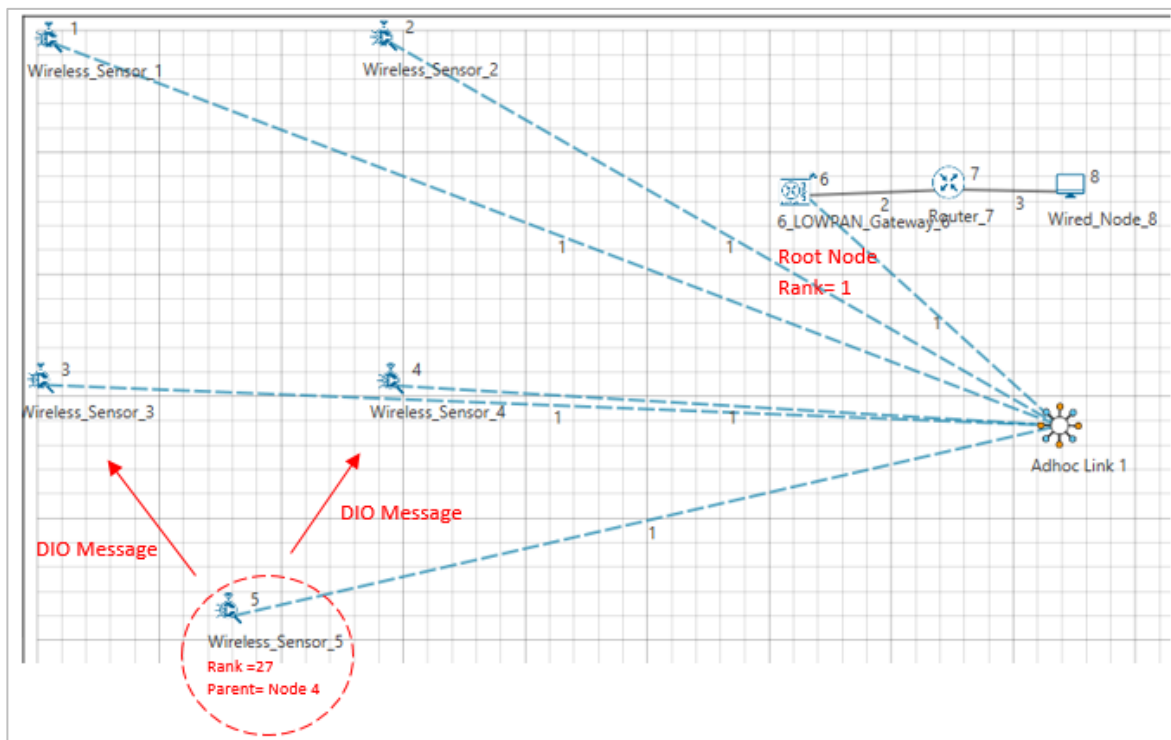 1
Wireless_Sensor_1
2
Wireless_Sensor_2
6
7
8
2
3
6_LOWPAN_Gateway_6
Router_7
Wired_Node_8
Root Node
Rank= 1
1
1
1
3
Wireless_Sensor_3
4
Wireless_Sensor_4
1
1
Adhoc Link 1
DIO Message
DIO Message
1
5
Wireless_Sensor_5
Rank =27
Parent= Node 4